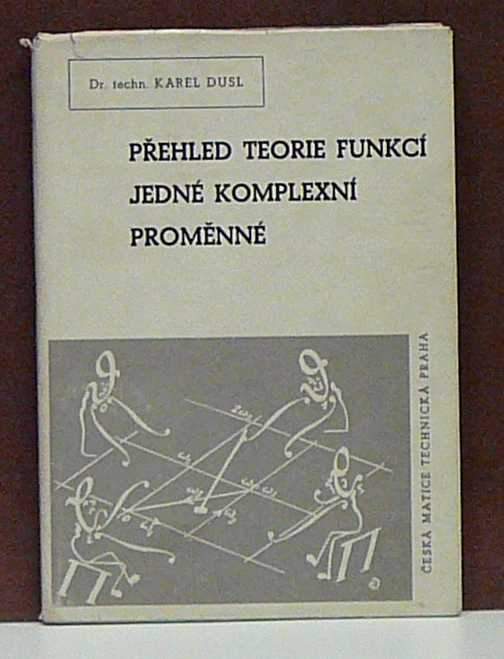 Dr. techn. KAREL DUSL
PŘEHLED TEORIE FUNKCÍ
JEDNÉ KOMPLEXNÍ
PROMĚNNÉ
ČESKÁ MATICE TECHNICKÁ PRAHA